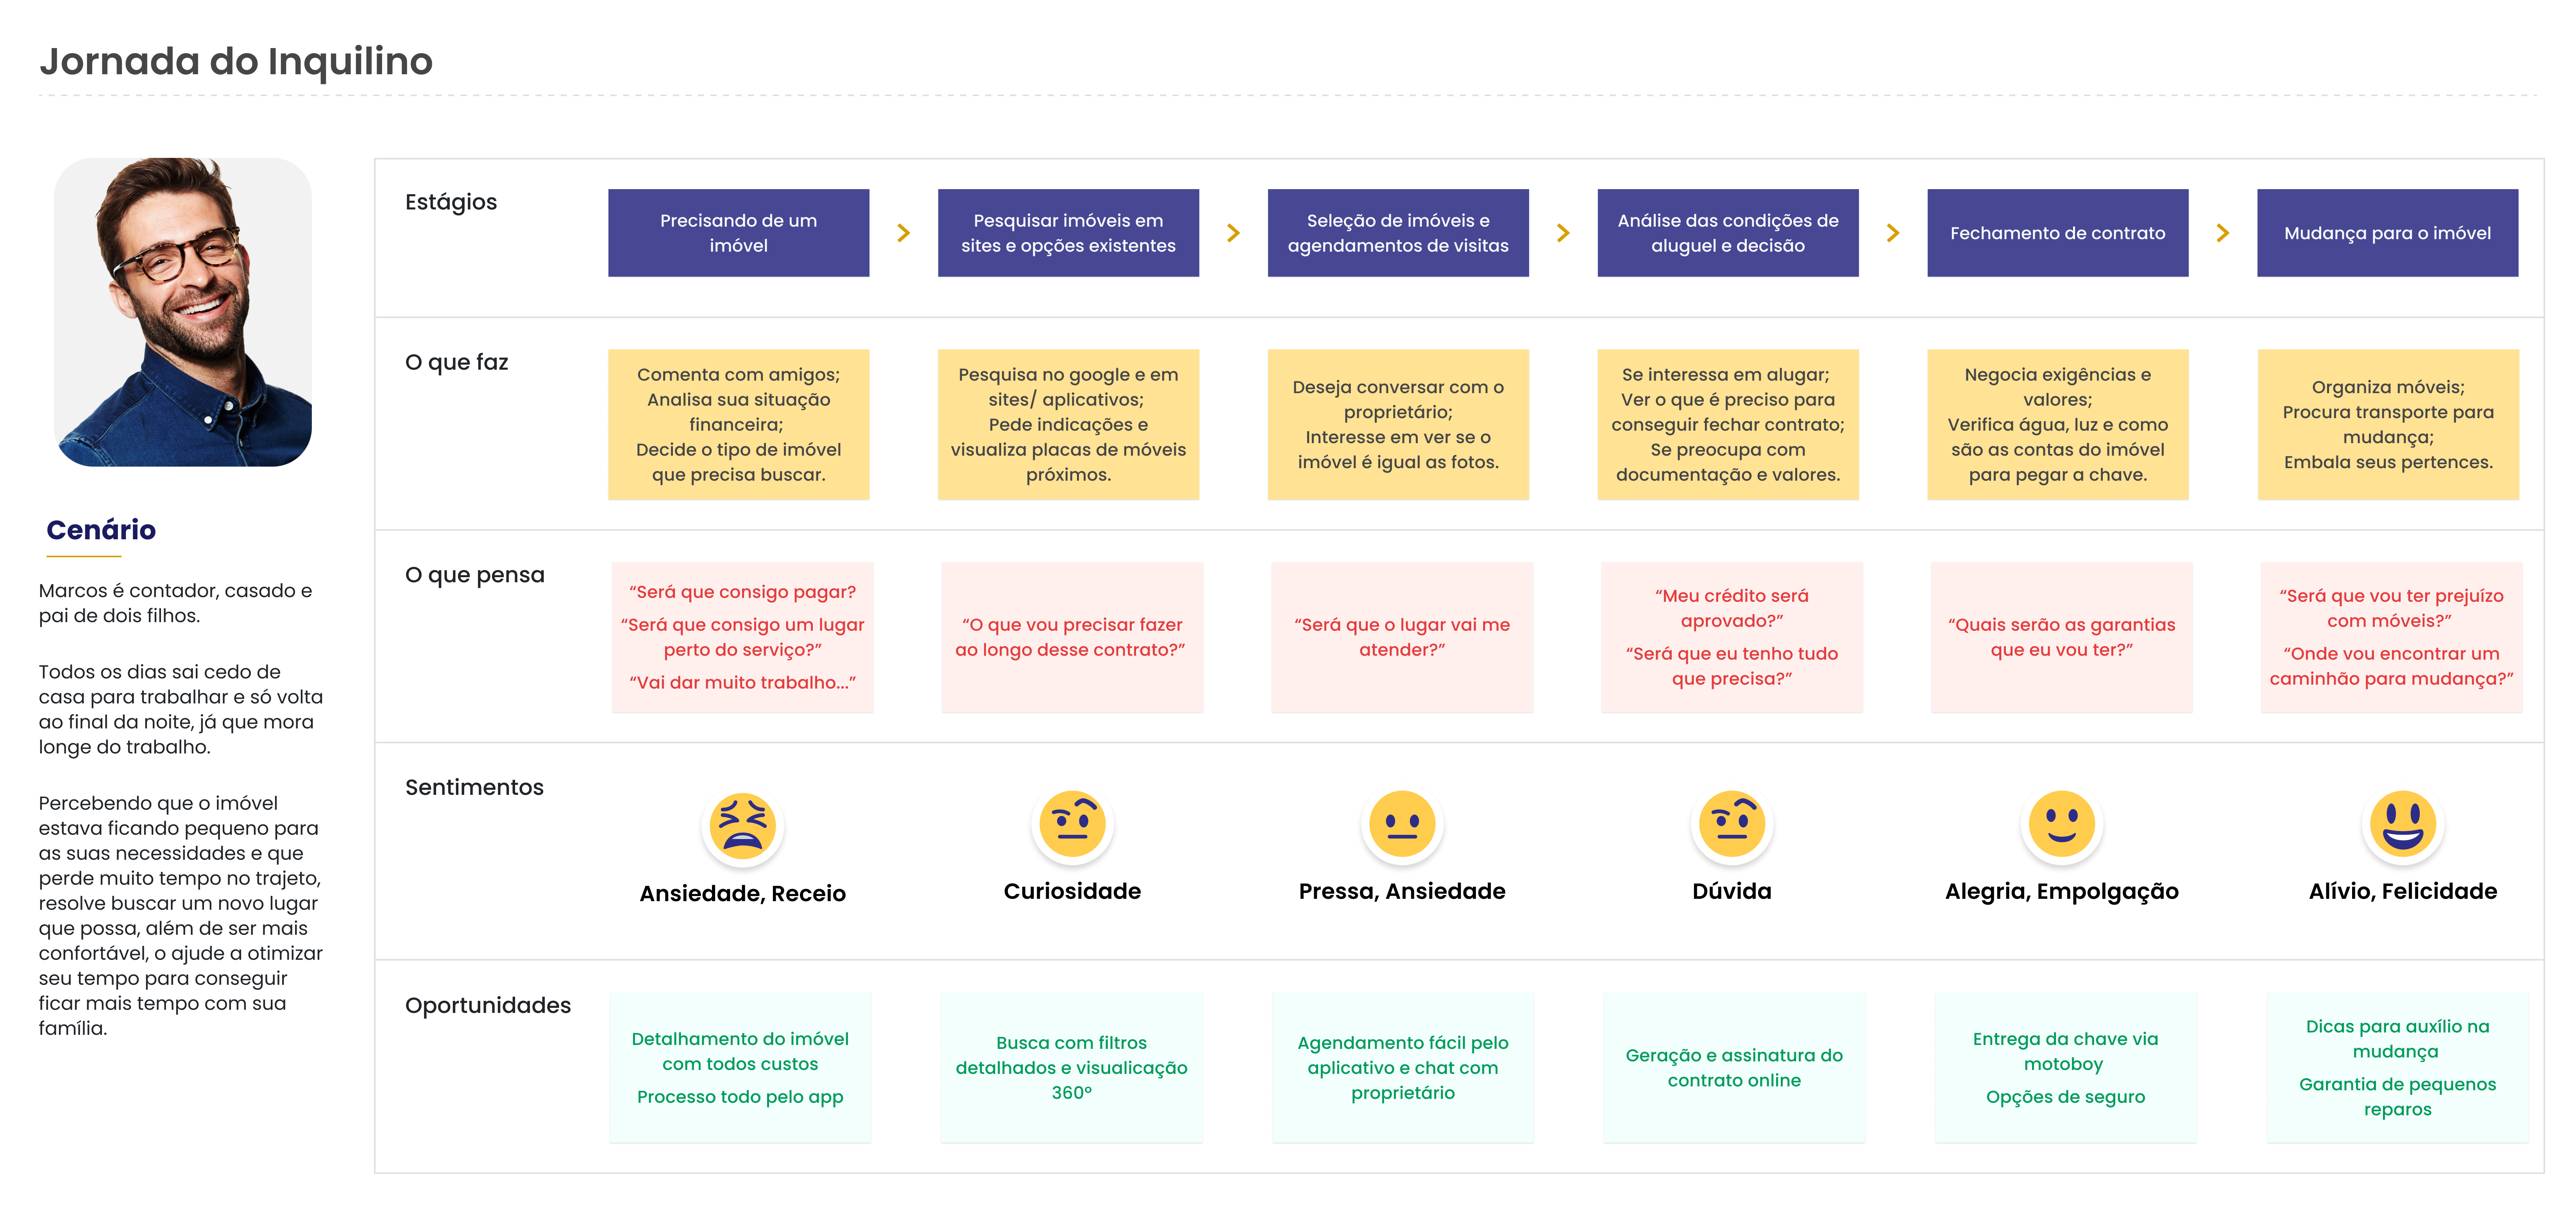 Jornada do Inquilino
Cenário
Marcos é contador, casado e
pai de dois filhos.
Todos os dias sai cedo de
casa para trabalhar e só volta
ao final da noite, já que mora
longe do trabalho.
Percebendo que o imóvel
estava ficando pequeno para
as suas necessidades e que
perde muito tempo no trajeto,
resolve buscar um novo lugar
que possa, além de ser mais
confortável, o ajude a otimizar
seu tempo para conseguir
ficar mais tempo com sua
família.
Estágios
Precisando de um
imóvel
Pesquisar imóveis em
sites e opções existentes
Seleção de imóveis e
agendamentos de visitas
Análise das condições de
aluguel e decisão
Fechamento de contrato
Mudança para o imóvel
O que faz
Comenta com amigos;
Analisa sua situação
financeira;
Decide o tipo de imóvel
que precisa buscar.
Pesquisa no google e em
sites/ aplicativos;
Pede indicações e
visualiza placas de móveis
próximos.
Deseja conversar com o
proprietário;
Interesse em ver se o
imóvel é igual as fotos.
Se interessa em alugar;
Ver o que é preciso para
conseguir fechar contrato;
Se preocupa com
documentação e valores.
Negocia exigências e
valores;
Verifica água, luz e como
são as contas do imóvel
para pegar a chave.
Organiza móveis;
Procura transporte para
mudança;
Embala seus pertences.
O que pensa
“Será que consigo pagar?
“Será que consigo um lugar
perto do serviço?”
“Vai dar muito trabalho...”
“O que vou precisar fazer
ao longo desse contrato?”
“Será que o lugar vai me
atender?”
“Meu crédito será
aprovado?”
“Será que eu tenho tudo
que precisa?”
“Quais serão as garantias
que eu vou ter?”
“Será que vou ter prejuízo
com móveis?”
“Onde vou encontrar um
caminhão para mudança?”
Sentimentos
Ansiedade, Receio
Curiosidade
Pressa, Ansiedade
Dúvida
Alegria, Empolgação
Alívio, Felicidade
Oportunidades
Detalhamento do imóvel
com todos custos
Processo todo pelo app
Busca com filtros
detalhados e visualicação
360º
Agendamento fácil pelo
aplicativo e chat com
proprietário
Geração e assinatura do
contrato online
Entrega da chave via
motoboy
Opções de seguro
Dicas para auxílio na
mudança
Garantia de pequenos
reparos